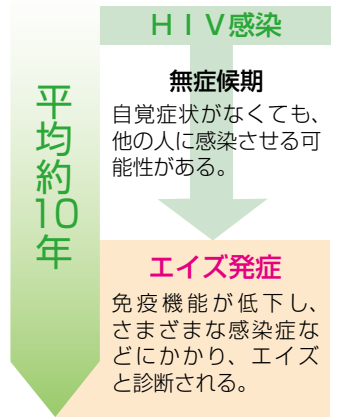 ＨＩＶ感染
平均約10年
無症候期
自覚症状がなくても、
他の人に感染させる可
能性がある。
エイズ発症
免疫機能が低下し、
さまざまな感染症な
どにかかり、エイズ
と診断される。